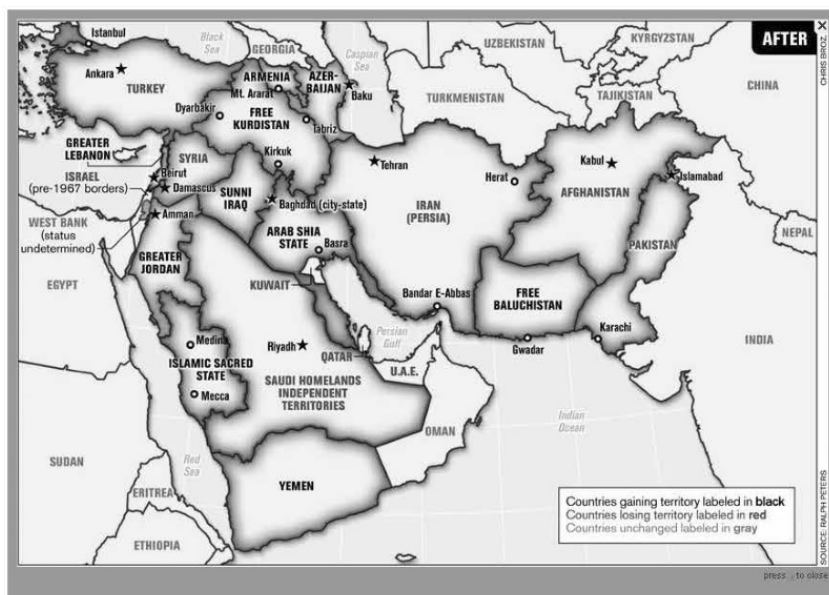 AFTER
CHRIS BROZ
Istanbul
Black
Sea
GEORGIA
Caspian
Sea
UZBEKISTAN
KYRGYZSTAN
Ankara
TURKEY
ARMENIA
Mt. Ararat
AZER-
BAIJAN
Baku
TURKMENISTAN
TAJIKISTAN
CHINA
Dyarbakir
FREE
KURDISTAN
Tabriz
GREATER
LEBANON
SYRIA
Kirkuk
Tehran
Herat
Kabul
Islamabad
AFGHANISTAN
ISRAEL
(pre-1967 borders)
Beirut
Damascus
SUNNI
IRAQ
Baghdad (city-state)
IRAN
(PERSIA)
WEST BANK
(status
undetermined)
Amman
ARAB SHIA
STATE
Basra
PAKISTAN
NEPAL
GREATER
JORDAN
EGYPT
KUWAIT
Bandar E-Abbas
FREE
BALUCHISTAN
Karachi
Gwadar
INDIA
Medina
ISLAMIC SACRED
STATE
Mecca
Riyadh
Persian
Gulf
QATAR
U.A.E.
SAUDI HOMELANDS
INDEPENDENT
TERRITORIES
OMAN
Indian
Ocean
SUDAN
Red
Sea
YEMEN
ERITREA
ETHIOPIA
Countries gaining territory labeled in black
Countries losing territory labeled in red
Countries unchanged labeled in gray
SOURCE: RALPH PETERS
press to close